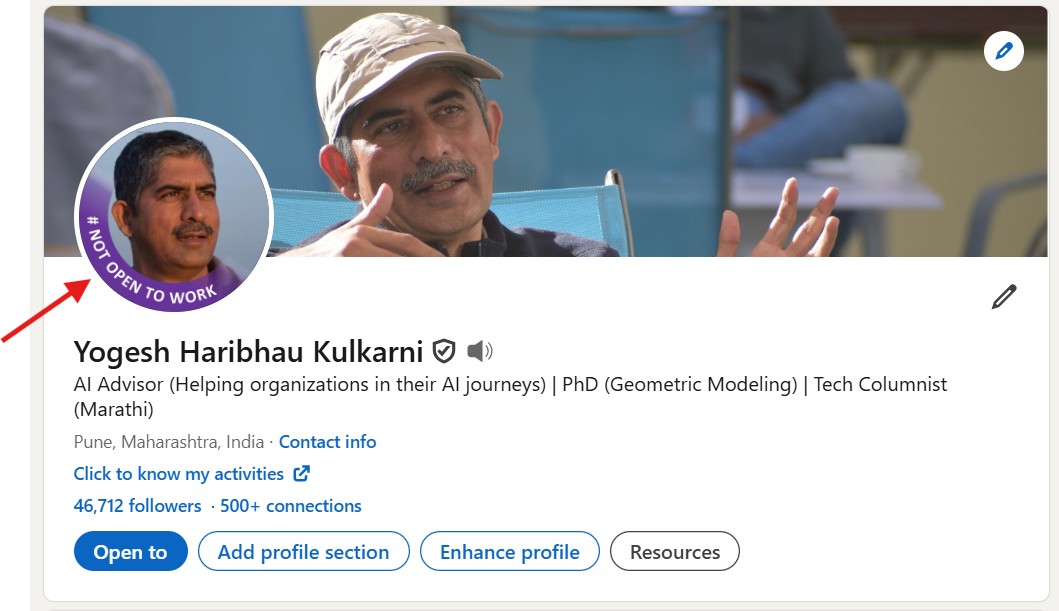 # NOT OPEN TO WORK
Yogesh Haribhau Kulkarni
AI Advisor (Helping organizations in their AI journeys) | PhD (Geometric Modeling) | Tech Columnist
(Marathi)
Pune, Maharashtra, India · Contact info
Click to know my activities
46,712 followers · 500+ connections
Open to Add profile section Enhance profile Resources